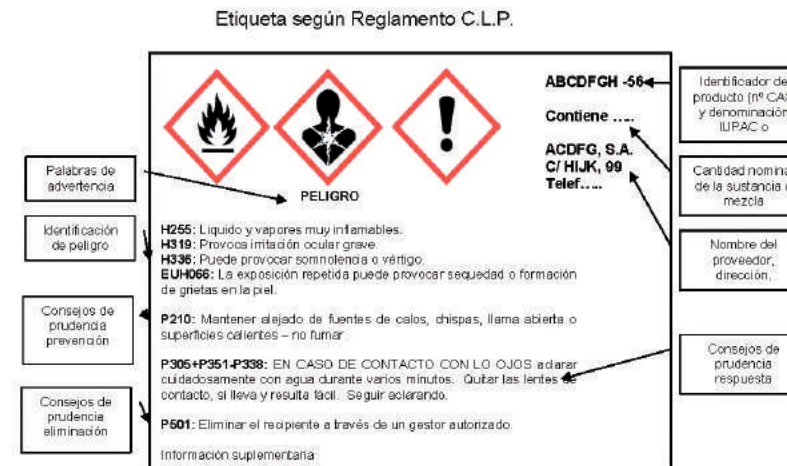 Etiqueta según Reglamento C.L.P.
ABCDFGH -56
Contiene .....
ACDFG, S.A.
C/ HIJK, 99
Telef.....
Identificador de
producto (nº CAS
y denominación
IUPAC o
Cantidad nomina
de la sustancia
mezcla
Nombre del
proveedor,
dirección,
Palabras de
advertencia
PELIGRO
Identificación
de peligro
H255: Liquido y vapores muy inflamables.
H319: Provoca irritación ocular grave.
H336: Puede provocar somnolencia o vértigo.
EUH066: La exposición repetida puede provocar sequedad o formación
de grietas en la piel.
Consejos de
prudencia
prevención
P210: Mantener alejado de fuentes de calos, chispas, llama abierta o
superficies calientes – no fumar
P305+P351-P338: EN CASO DE CONTACTO CON LO OJOS aclarar
cuidadosamente con agua durante varios minutos. Quitar las lentes de
contacto, si lleva y resulta fácil. Seguir aclarando.
Consejos de
prudencia
respuesta
Consejos de
prudencia
eliminación
P501: Eliminar el recipiente a través de un gestor autorizado.
Información suplementaria